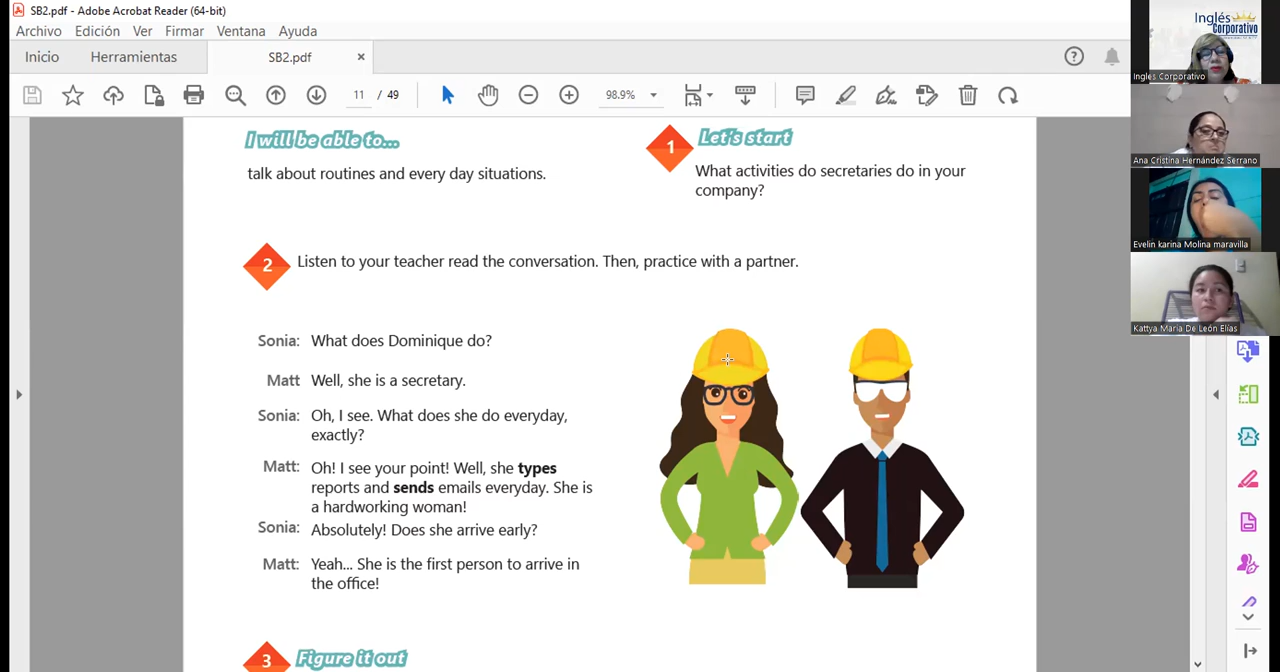 SB2.pdf - Adobe Acrobat Reader (64-bit)
Archivo Edición Ver Firmar Ventana Ayuda
Inicio Herramientas SB2.pdf ×
11 / 49 98.9%
I will be able to...
talk about routines and every day situations.
1 Let's start
What activities do secretaries do in your
company?
2 Listen to your teacher read the conversation. Then, practice with a partner.
Sonia: What does Dominique do?
Matt Well, she is a secretary.
Sonia: Oh, I see. What does she do everyday,
exactly?
Matt: Oh! I see your point! Well, she types
reports and sends emails everyday. She is
a hardworking woman!
Sonia: Absolutely! Does she arrive early?
Matt: Yeah... She is the first person to arrive in
the office!
3 Figure it out
Inglés
Corporativo
Ingles Corporativo
Ana Cristina Hernández Serrano
Evelin karina Molina maravilla
Kattya Maria De León Elías